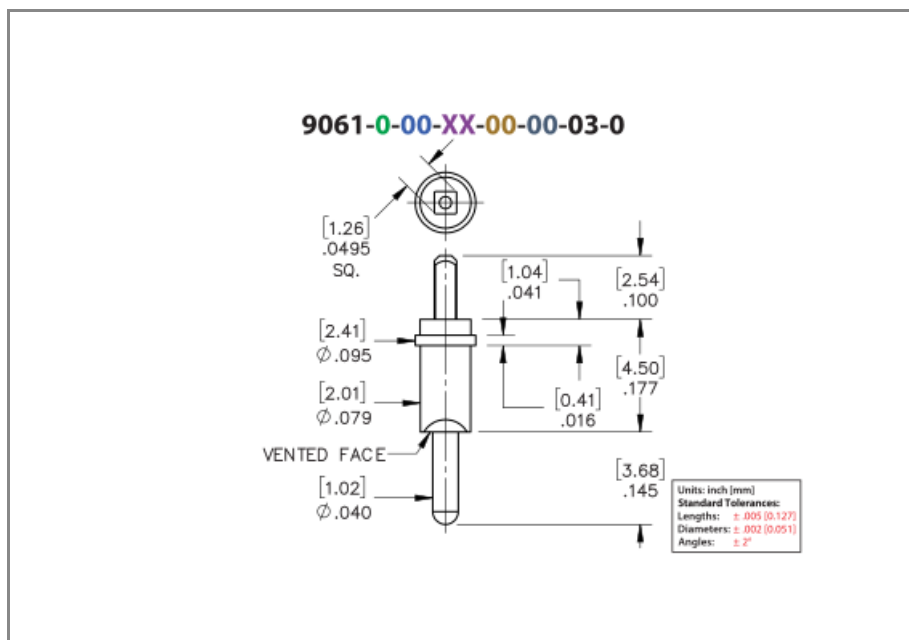 9061-0-00-XX-00-00-03-0
[1.26]
.0495
SQ.
[1.04]
.041
[2.54]
.100
[2.41]
Ø.095
[4.50]
.177
[2.01]
Ø.079
[0.41]
.016
VENTED FACE
[3.68]
.145
[1.02]
Ø.040
Units: inch [mm]
Standard Tolerances:
Lengths: ± .005 [0.127]
Diameters: ± .002 [0.051]
Angles: ± 2°